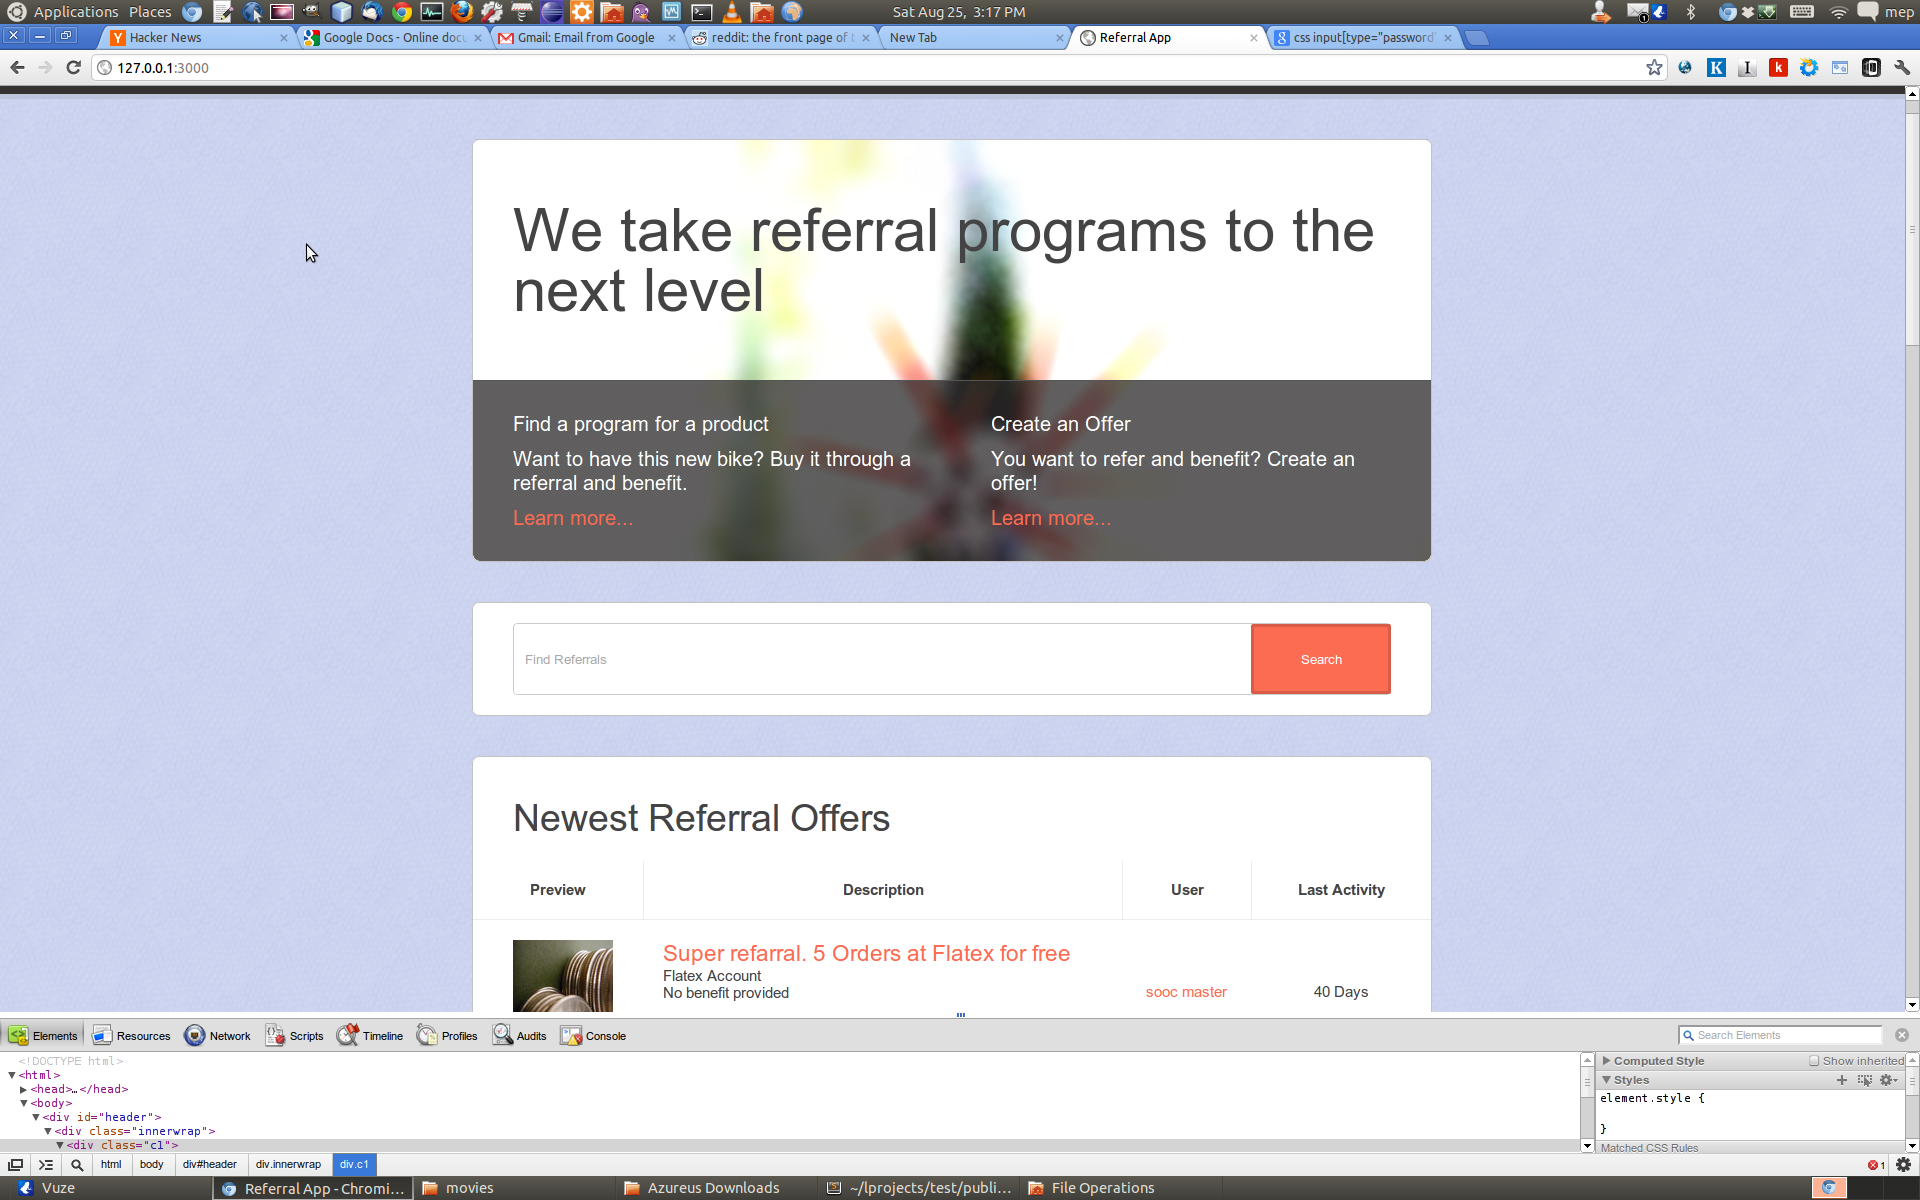 Applications Places
Sat Aug 25, 3:17 PM
mep
Hacker News
Google Docs - Online docu
Gmail: Email from Google
reddit: the front page of t
New Tab
Referral App
css input[type="password"
127.0.0.1:3000
We take referral programs to the
next level
Find a program for a product
Want to have this new bike? Buy it through a
referral and benefit.
Learn more...
Create an Offer
You want to refer and benefit? Create an
offer!
Learn more...
Find Referrals
Search
Newest Referral Offers
Preview Description User Last Activity
Super refarral. 5 Orders at Flatex for free
Flatex Account
No benefit provided
sooc master
40 Days
Elements Resources Network Scripts Timeline Profiles Audits Console
Search Elements
<!DOCTYPE html>
<html>
<head>…</head>
<body>
<div id="header">
<div class="innerwrap">
<div class="c1">
Computed Style Show inherited
Styles
element.style {
}
Matched CSS Rules
html body div#header div.innerwrap div.c1
1
Vuze
Referral App - Chromi...
movies
Azureus Downloads
~/lprojects/test/publi...
File Operations